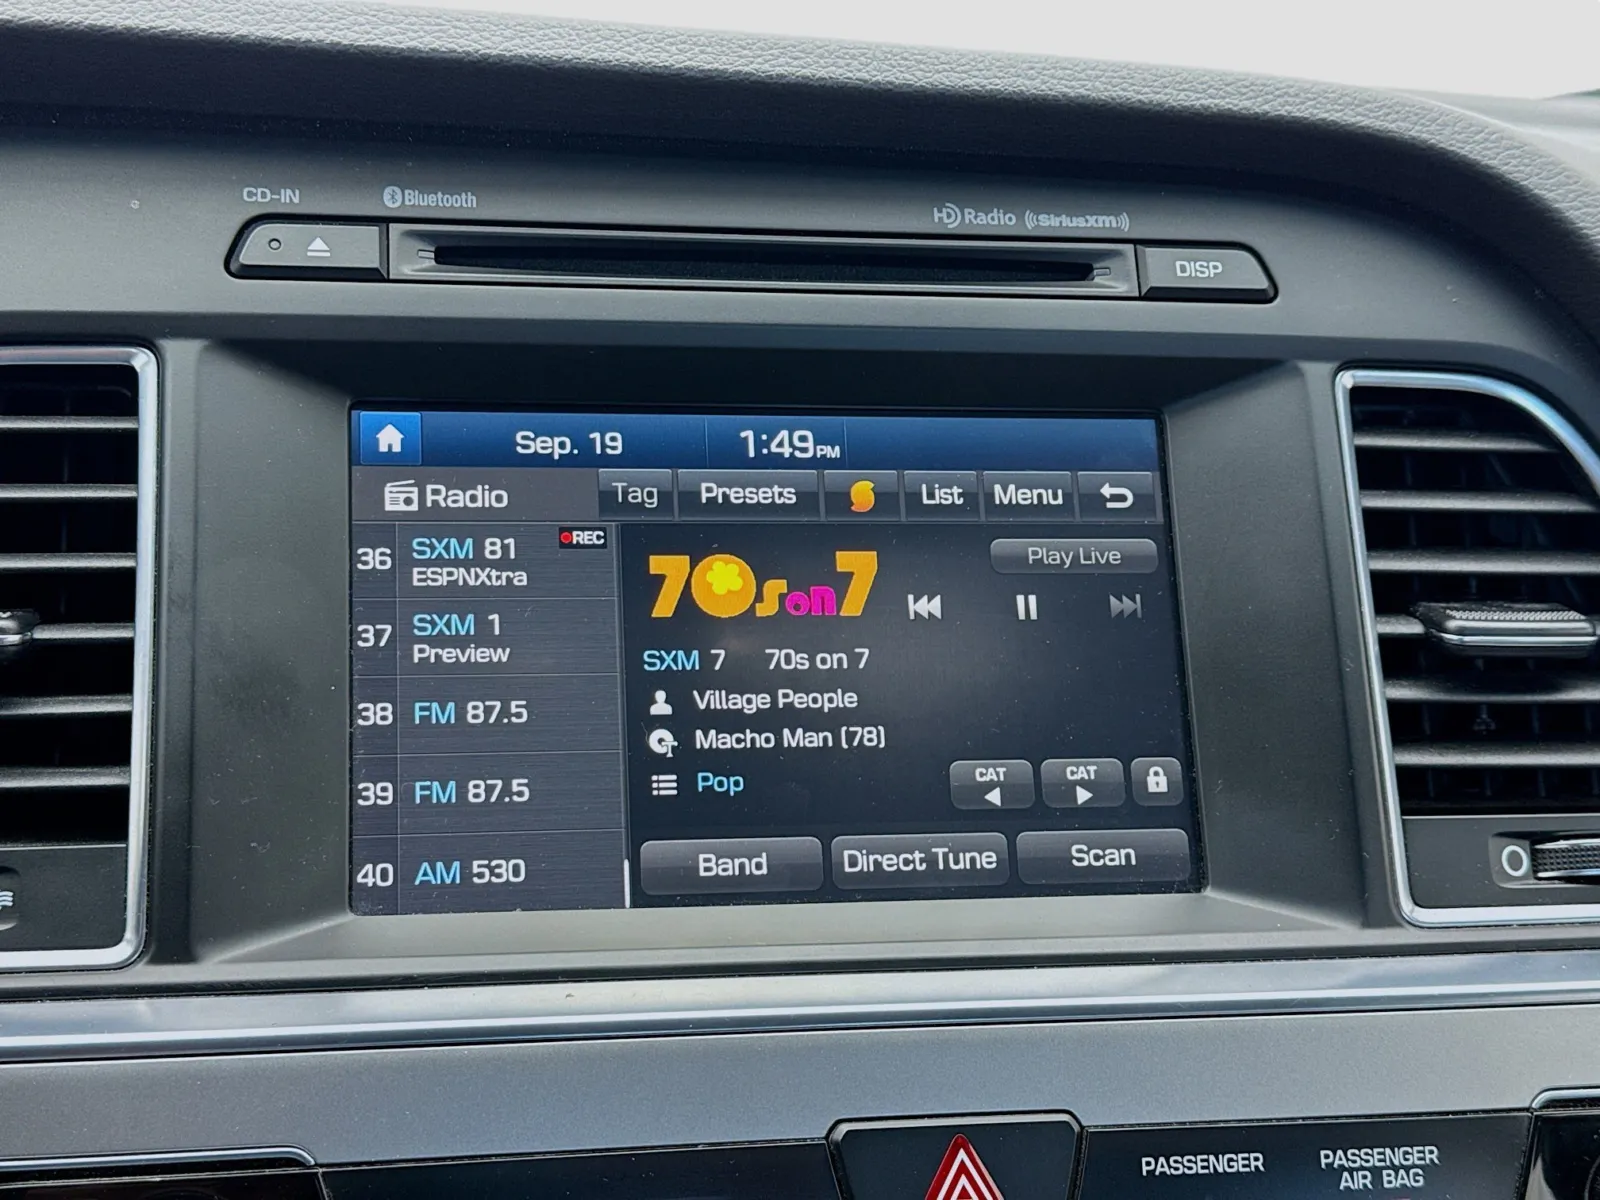 CD-IN
Bluetooth
HD Radio ((SiriusXM))
DISP
Sep. 19 1:49 PM
Radio Tag Presets List Menu
36 SXM 81 REC
ESPNXtra
37 SXM 1
Preview
38 FM 87.5
39 FM 87.5
40 AM 530
70s on 7
Play Live
SXM 7 70s on 7
Village People
Macho Man (78)
Pop
CAT CAT
Band Direct Tune Scan
PASSENGER
PASSENGER
AIR BAG